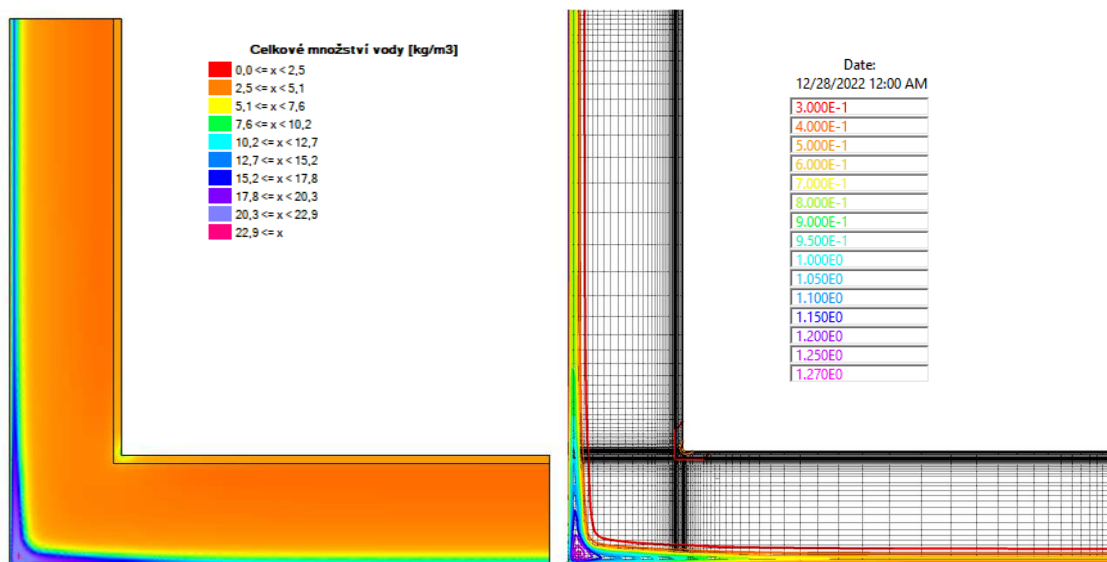 Celkové množství vody [kg/m3]
0,0 <= x < 2,5
2,5 <= x < 5,1
5,1 <= x < 7,6
7,6 <= x < 10,2
10,2 <= x < 12,7
12,7 <= x < 15,2
15,2 <= x < 17,8
17,8 <= x < 20,3
20,3 <= x < 22,9
22,9 <= x
Date:
12/28/2022 12:00 AM
3.000E-1
4.000E-1
5.000E-1
6.000E-1
7.000E-1
8.000E-1
9.000E-1
9.500E-1
1.000E0
1.050E0
1.100E0
1.150E0
1.200E0
1.250E0
1.270E0